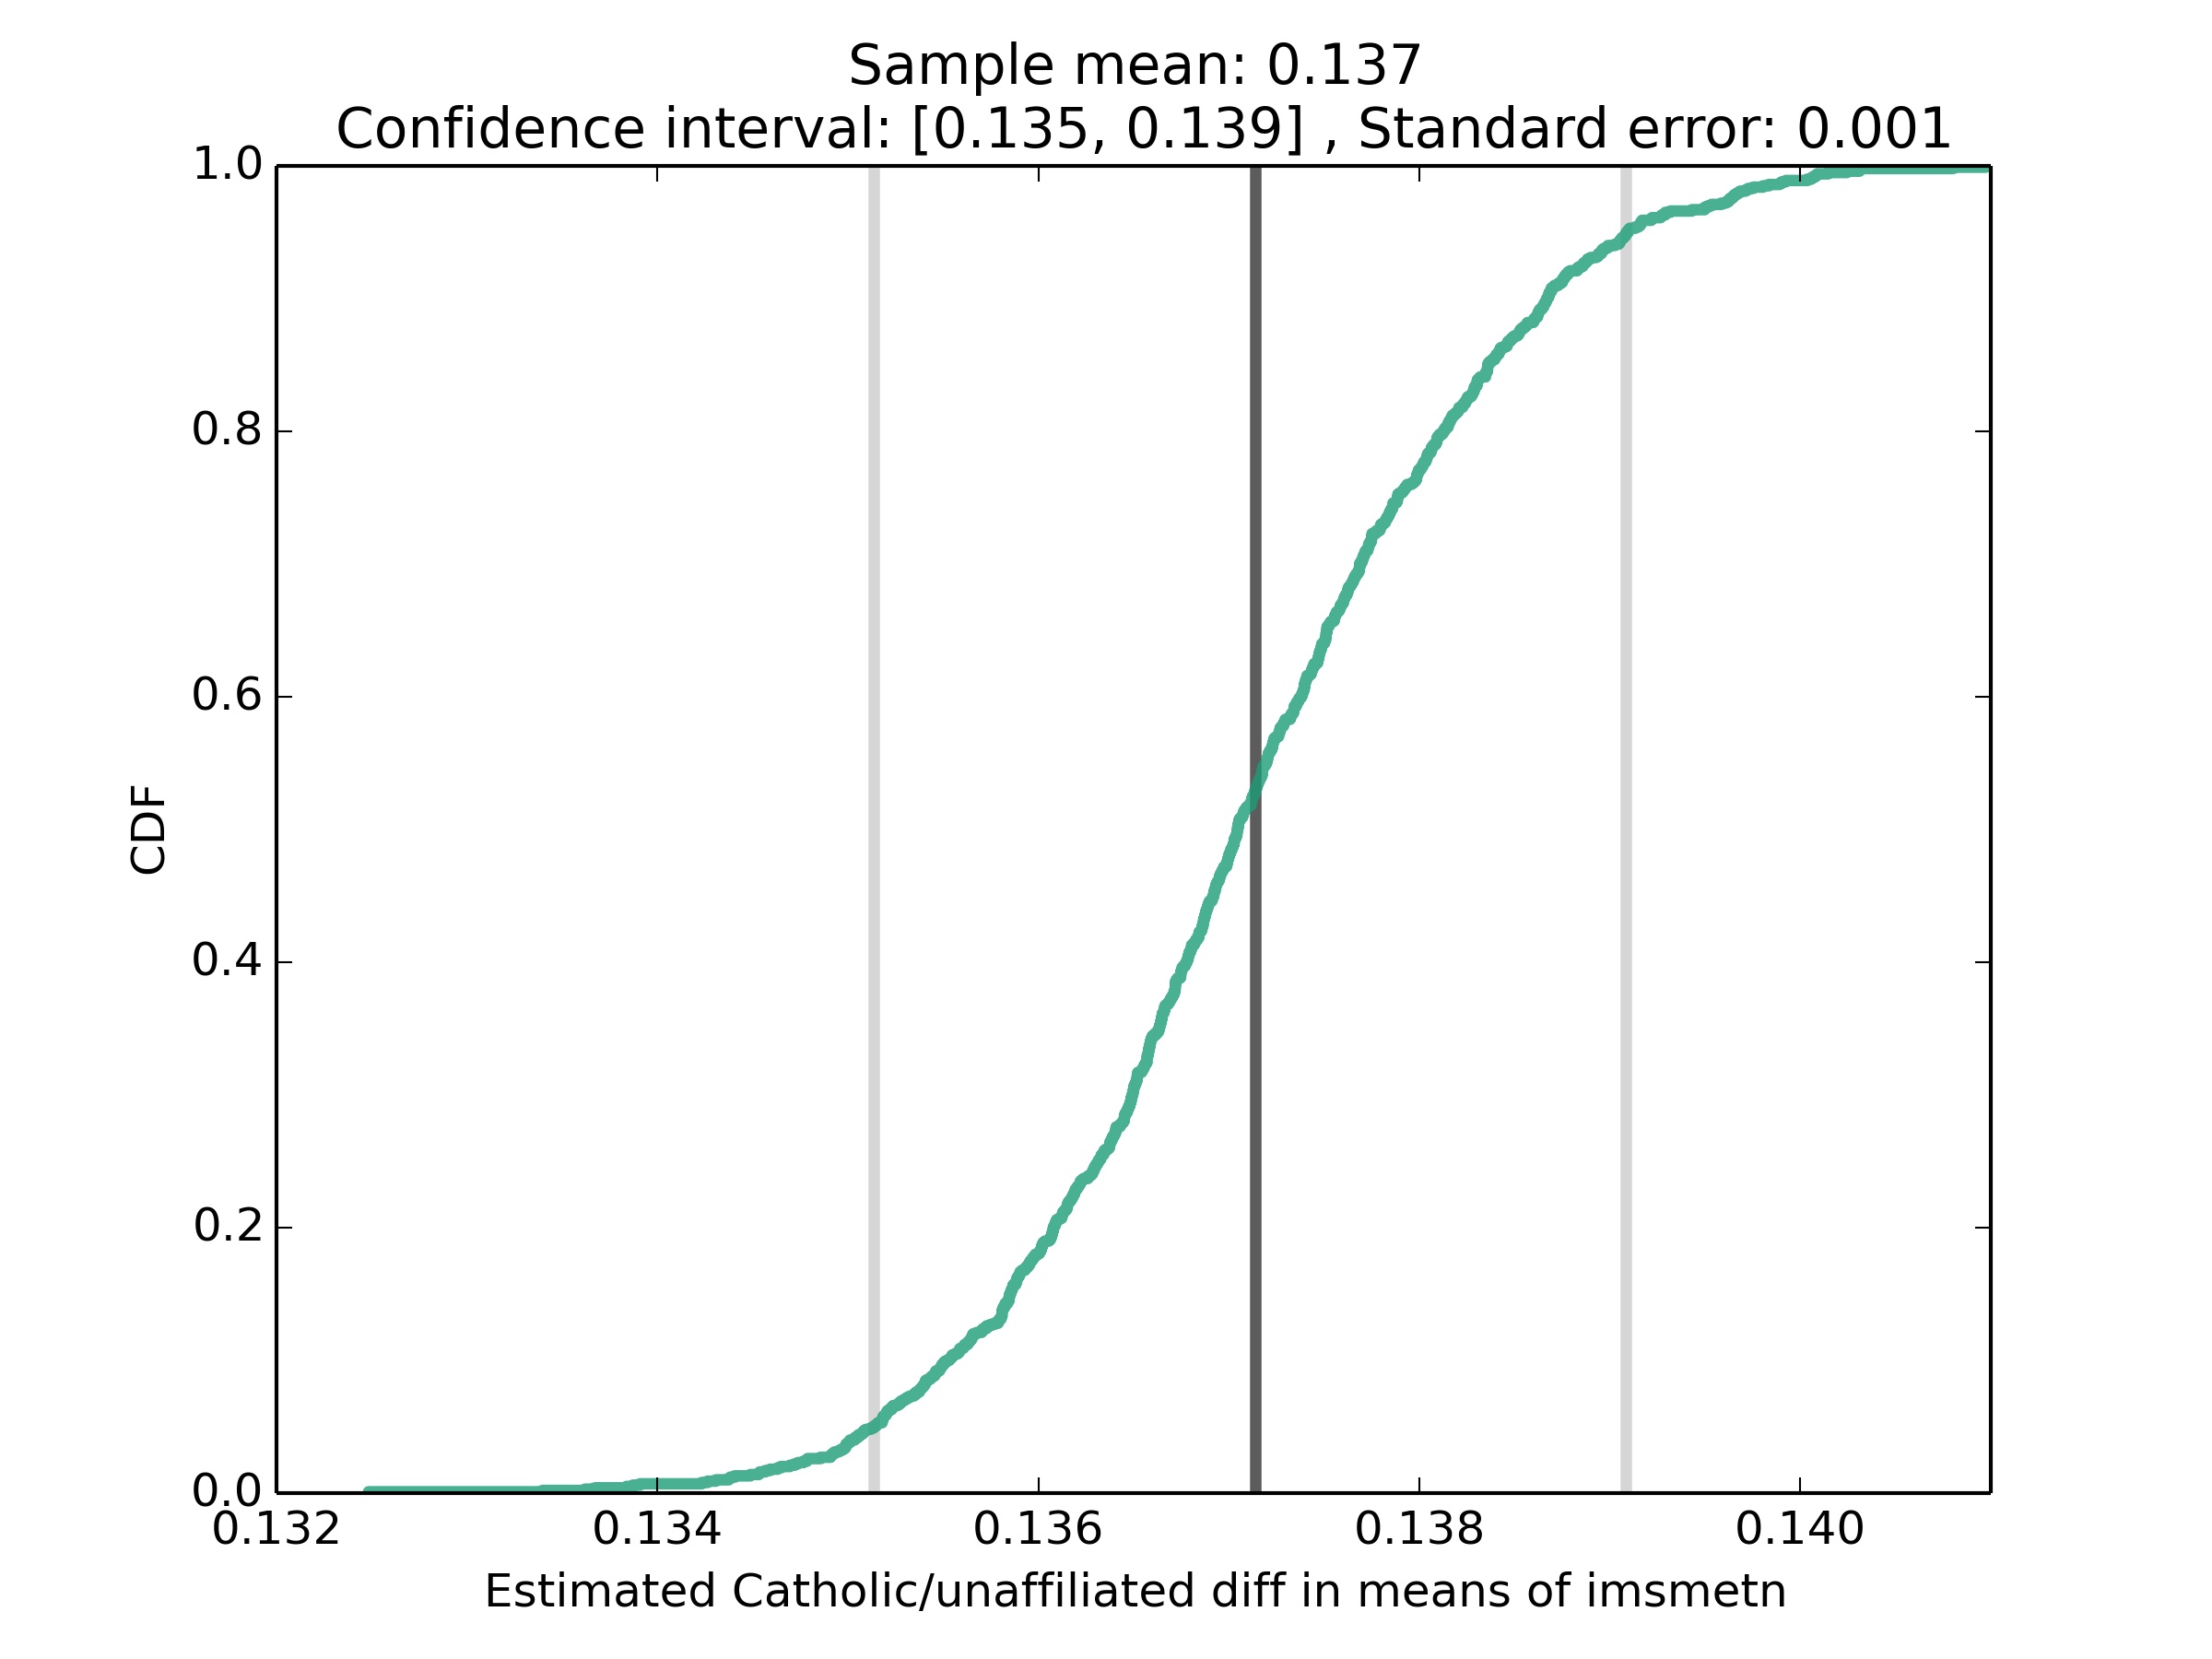 Sample mean: 0.137
Confidence interval: [0.135, 0.139] , Standard error: 0.001
1.0
0.8
0.6
0.4
0.2
0.0
CDF
0.132 0.134 0.136 0.138 0.140
Estimated Catholic/unaffiliated diff in means of imsmetn